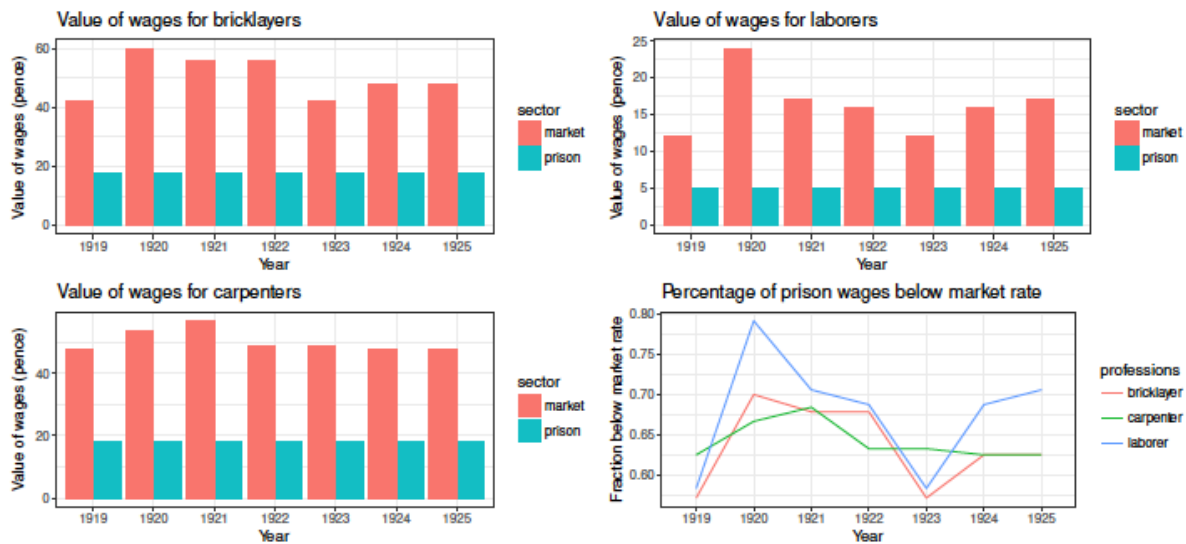 Value of wages for bricklayers
Value of wages (pence)
60
40
20
0
1919 1920 1921 1922 1923 1924 1925
Year
sector
market
prison
Value of wages for laborers
Value of wages (pence)
25
20
15
10
5
0
1919 1920 1921 1922 1923 1924 1925
Year
sector
market
prison
Value of wages for carpenters
Value of wages (pence)
40
20
0
1919 1920 1921 1922 1923 1924 1925
Year
sector
market
prison
Percentage of prison wages below market rate
Fraction below market rate
0.80
0.75
0.70
0.65
0.60
1919 1920 1921 1922 1923 1924 1925
Year
professions
bricklayer
carpenter
laborer